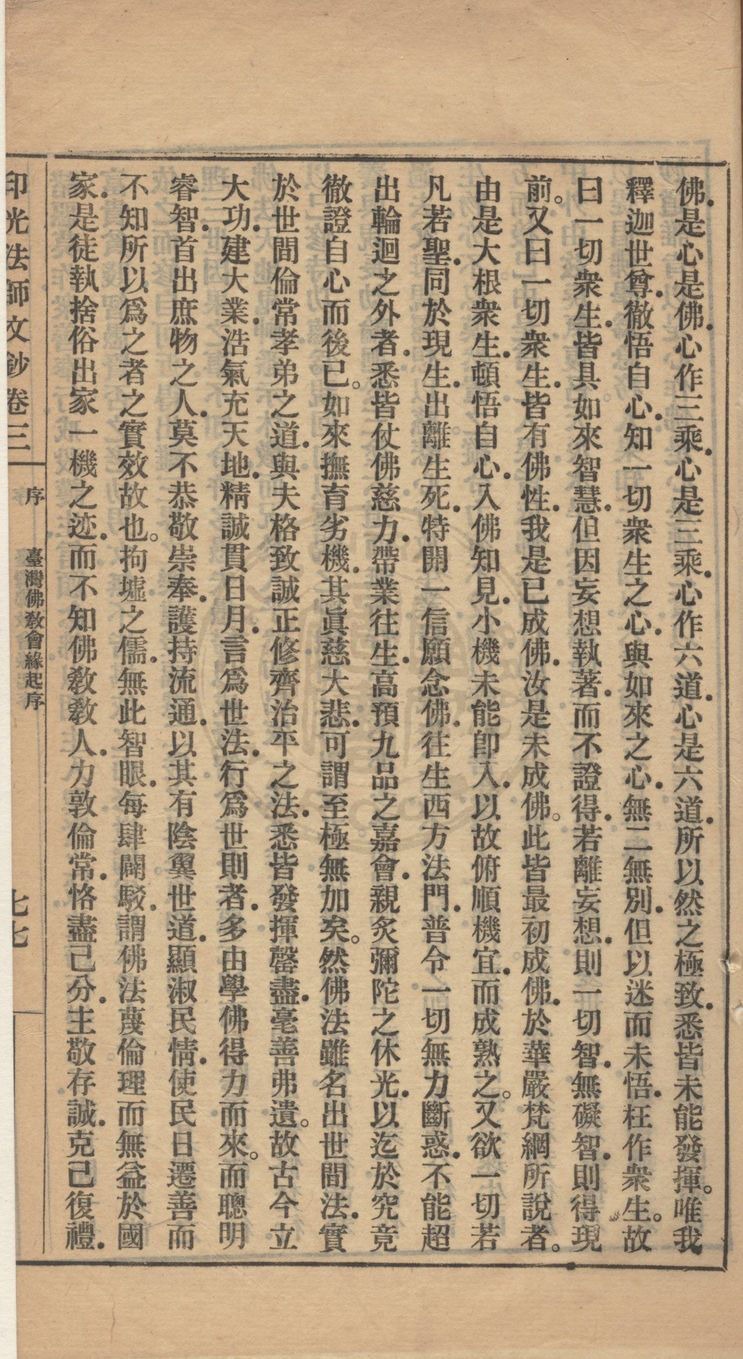 佛.是心是佛.心作三乘.心是三乘.心作六道.心是六道.所以然之極致.悉皆未能發揮。唯我
釋迦世尊.徹悟自心.知一切衆生之心.與如來之心.無二無別.但以迷而未悟.枉作衆生。故
曰一切衆生.皆具如來智慧.但因妄想執著.而不證得.若離妄想.則一切智.無礙智.則得現
前。又曰一切衆生.皆有佛性.我是已成佛.汝是未成佛。此皆最初成佛.於華嚴梵網所說者。
由是大根衆生.頓悟自心.入佛知見.小機未能卽入.以故俯順機宜.而成熟之。又欲一切若
凡若聖.同於現生.出離生死.特開一信願念佛.往生西方法門.普令一切無力斷惑.不能超
出輪迴之外者.悉皆仗佛慈力.帶業往生.高預九品之嘉會.親炙彌陀之休光.以迄於究竟
徹證自心而後已。如來撫育劣機.其眞慈大悲.可謂至極無加矣。然佛法雖名出世間法.實
於世間倫常孝弟之道.與夫格致誠正修齊治平之法.悉皆發揮罄盡.毫善弗遺。故古今立
大功.建大業.浩氣充天地.精誠貫日月.言爲世法.行爲世則者.多由學佛得力而來。而聰明
睿智.首出庶物之人.莫不恭敬崇奉.護持流通.以其有陰翼世道.顯淑民情.使民日遷善而
不知所以爲之者之實效故也。拘墟之儒.無此智眼.每肆闢駁.謂佛法蔑倫理而無益於國
家.是徒執捨俗出家一機之迹.而不知佛敎敎人.力敦倫常.恪盡己分.主敬存誠.克己復禮.
印光法師文鈔卷三 序 臺灣佛敎會緣起序 七七